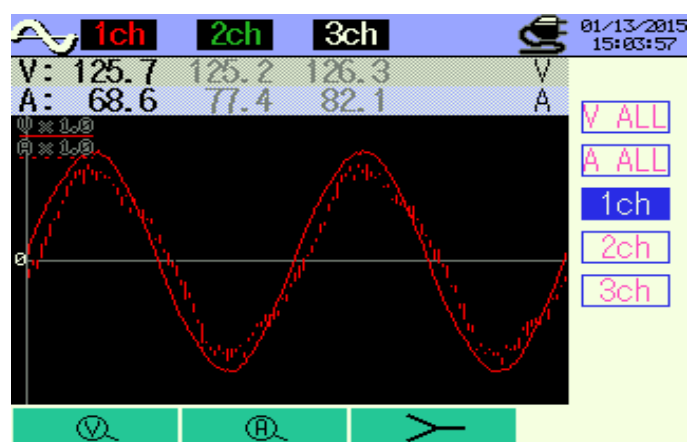 1ch 2ch 3ch 01/13/2015
15:03:57
V: 125.7 125.2 126.3 V
A: 68.6 77.4 82.1 A
V × 1.0
A × 1.0
0
V ALL
A ALL
1ch
2ch
3ch
V A